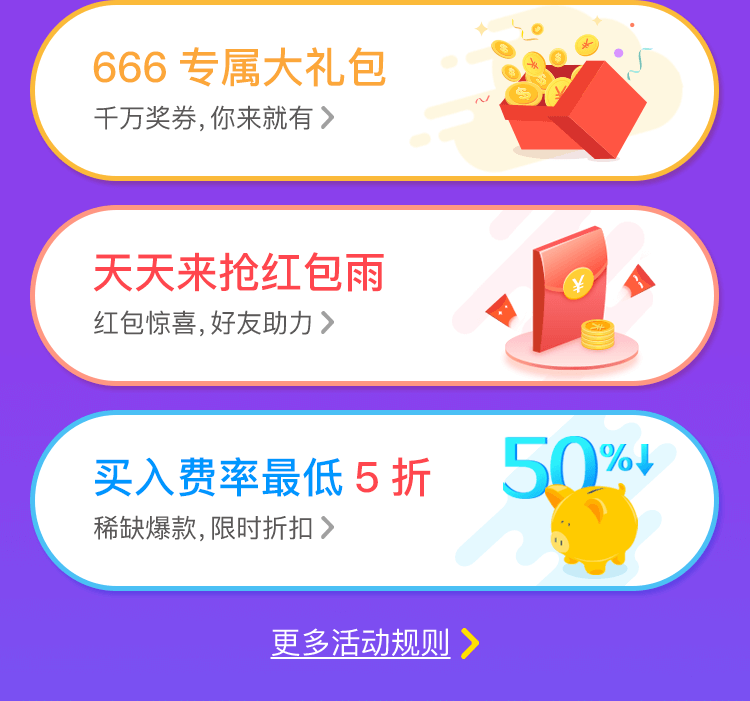 666 专属大礼包
千万奖券, 你来就有
天天来抢红包雨
红包惊喜, 好友助力
买入费率最低 5 折
50%
稀缺爆款, 限时折扣
更多活动规则